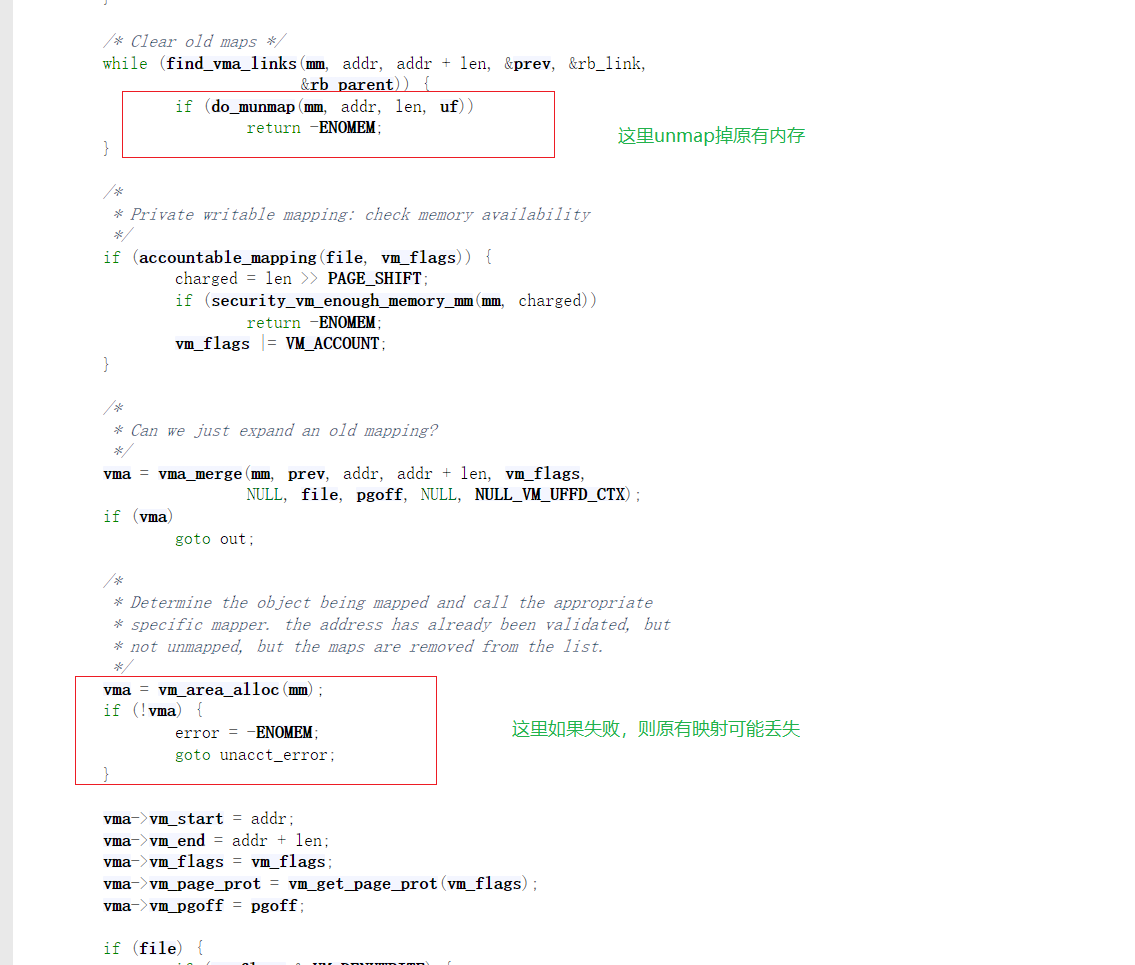 }
/* Clear old maps */
while (find_vma_links(mm, addr, addr + len, &prev, &rb_link,
&rb_parent)) {
if (do_munmap(mm, addr, len, uf))
return -ENOMEM;
这里unmap掉原有内存
}
/*
* Private writable mapping: check memory availability
*/
if (accountable_mapping(file, vm_flags)) {
charged = len >> PAGE_SHIFT;
if (security_vm_enough_memory_mm(mm, charged))
return -ENOMEM;
vm_flags |= VM_ACCOUNT;
}
/*
* Can we just expand an old mapping?
*/
vma = vma_merge(mm, prev, addr, addr + len, vm_flags,
NULL, file, pgoff, NULL, NULL_VM_UFFD_CTX);
if (vma)
goto out;
/*
* Determine the object being mapped and call the appropriate
* specific mapper. the address has already been validated, but
* not unmapped, but the maps are removed from the list.
*/
vma = vm_area_alloc(mm);
if (!vma) {
error = -ENOMEM;
这里如果失败，则原有映射可能丢失
goto unacct_error;
}
vma->vm_start = addr;
vma->vm_end = addr + len;
vma->vm_flags = vm_flags;
vma->vm_page_prot = vm_get_page_prot(vm_flags);
vma->vm_pgoff = pgoff;
if (file) {